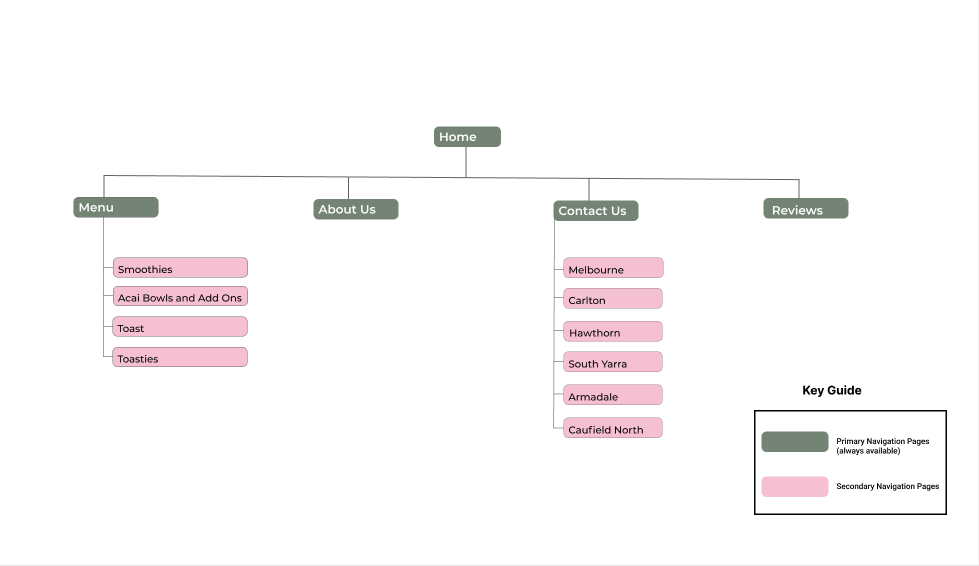 Home
Menu
About Us
Contact Us
Reviews
Smoothies
Acai Bowls and Add Ons
Toast
Toasties
Melbourne
Carlton
Hawthorn
South Yarra
Armadale
Caufield North
Key Guide
Primary Navigation Pages
(always available)
Secondary Navigation Pages